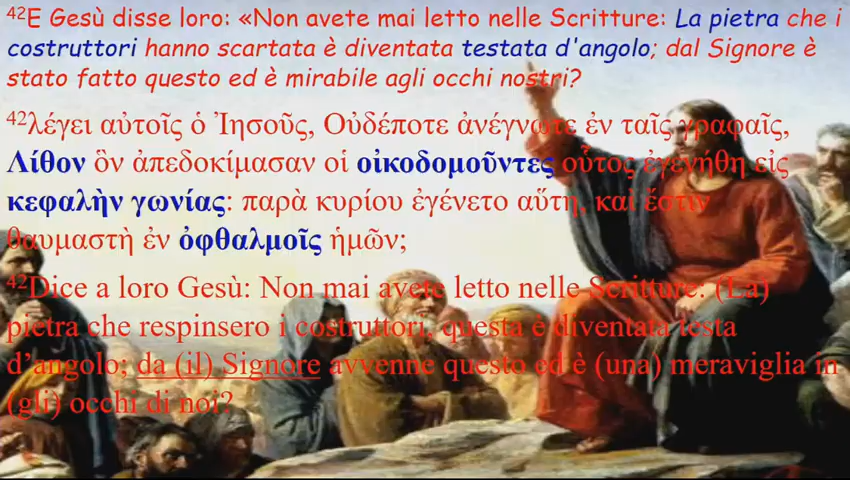 ⁴²E Gesù disse loro: «Non avete mai letto nelle Scritture: La pietra che i
costruttori hanno scartata è diventata testata d'angolo; dal Signore è
stato fatto questo ed è mirabile agli occhi nostri?
⁴²λέγει αὐτοῖς ὁ Ἰησοῦς, Οὐδέποτε ἀνέγνωτε ἐν ταῖς γραφαῖς,
Λίθον ὃν ἀπεδοκίμασαν οἱ οἰκοδομοῦντες οὗτος ἐγενήθη εἰς
κεφαλὴν γωνίας: παρὰ κυρίου ἐγένετο αὕτη, καὶ ἔστιν
θαυμαστὴ ἐν ὀφθαλμοῖς ἡμῶν;
⁴²Dice a loro Gesù: Non mai avete letto nelle Scritture: (La)
pietra che respinsero i costruttori, questa è diventata testa
d’angolo; da (il) Signore avvenne questo ed è (una) meraviglia in
(gli) occhi di noi?